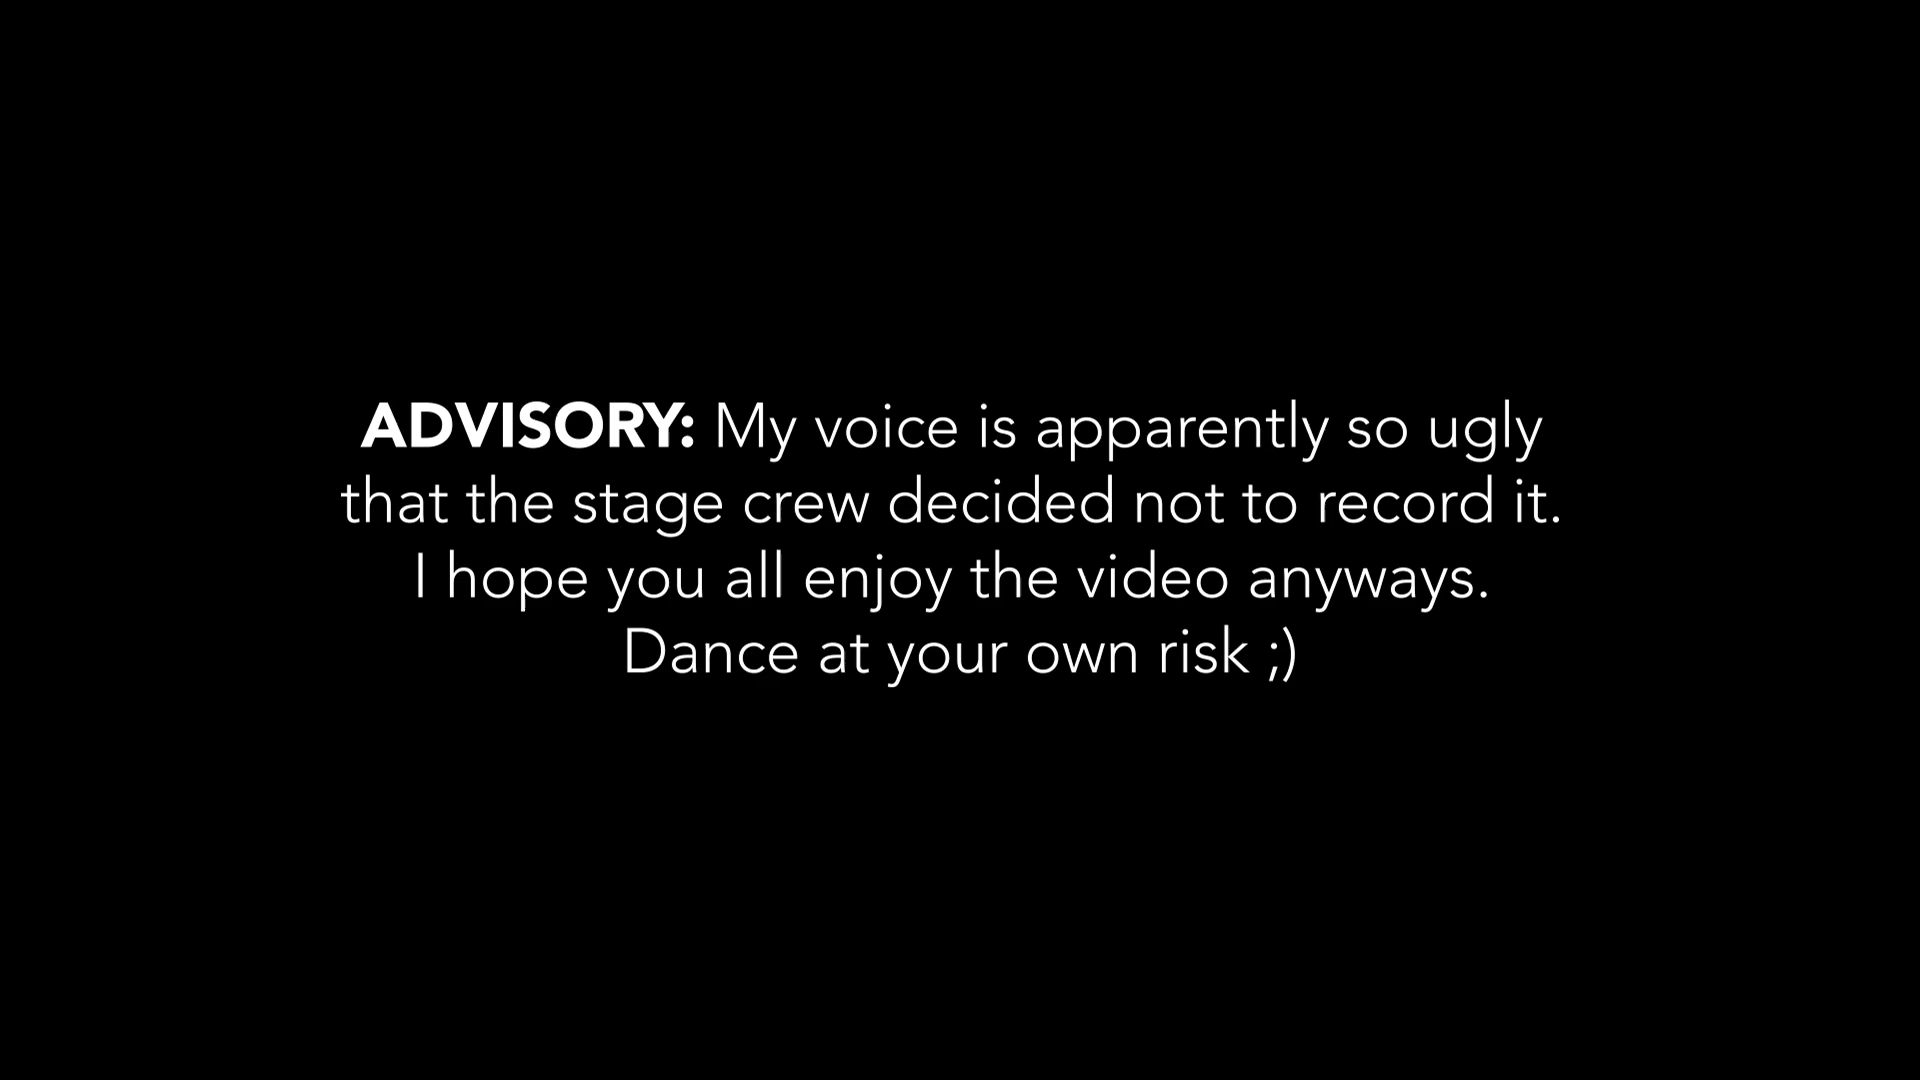 ADVISORY: My voice is apparently so ugly
that the stage crew decided not to record it.
I hope you all enjoy the video anyways.
Dance at your own risk ;)